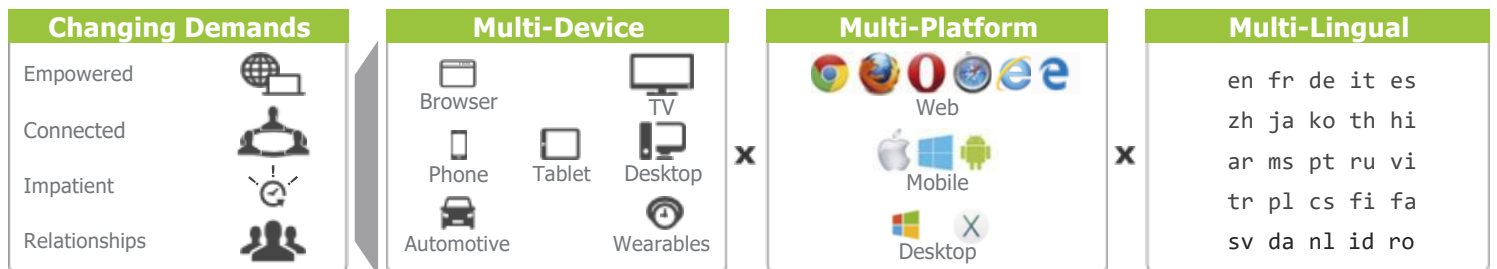 Changing Demands
Empowered
Connected
Impatient
Relationships
Multi-Device
Browser
TV
Phone
Tablet
Desktop
Automotive
Wearables
x
Multi-Platform
Web
Mobile
X
Desktop
x
Multi-Lingual
en fr de it es
zh ja ko th hi
ar ms pt ru vi
tr pl cs fi fa
sv da nl id ro